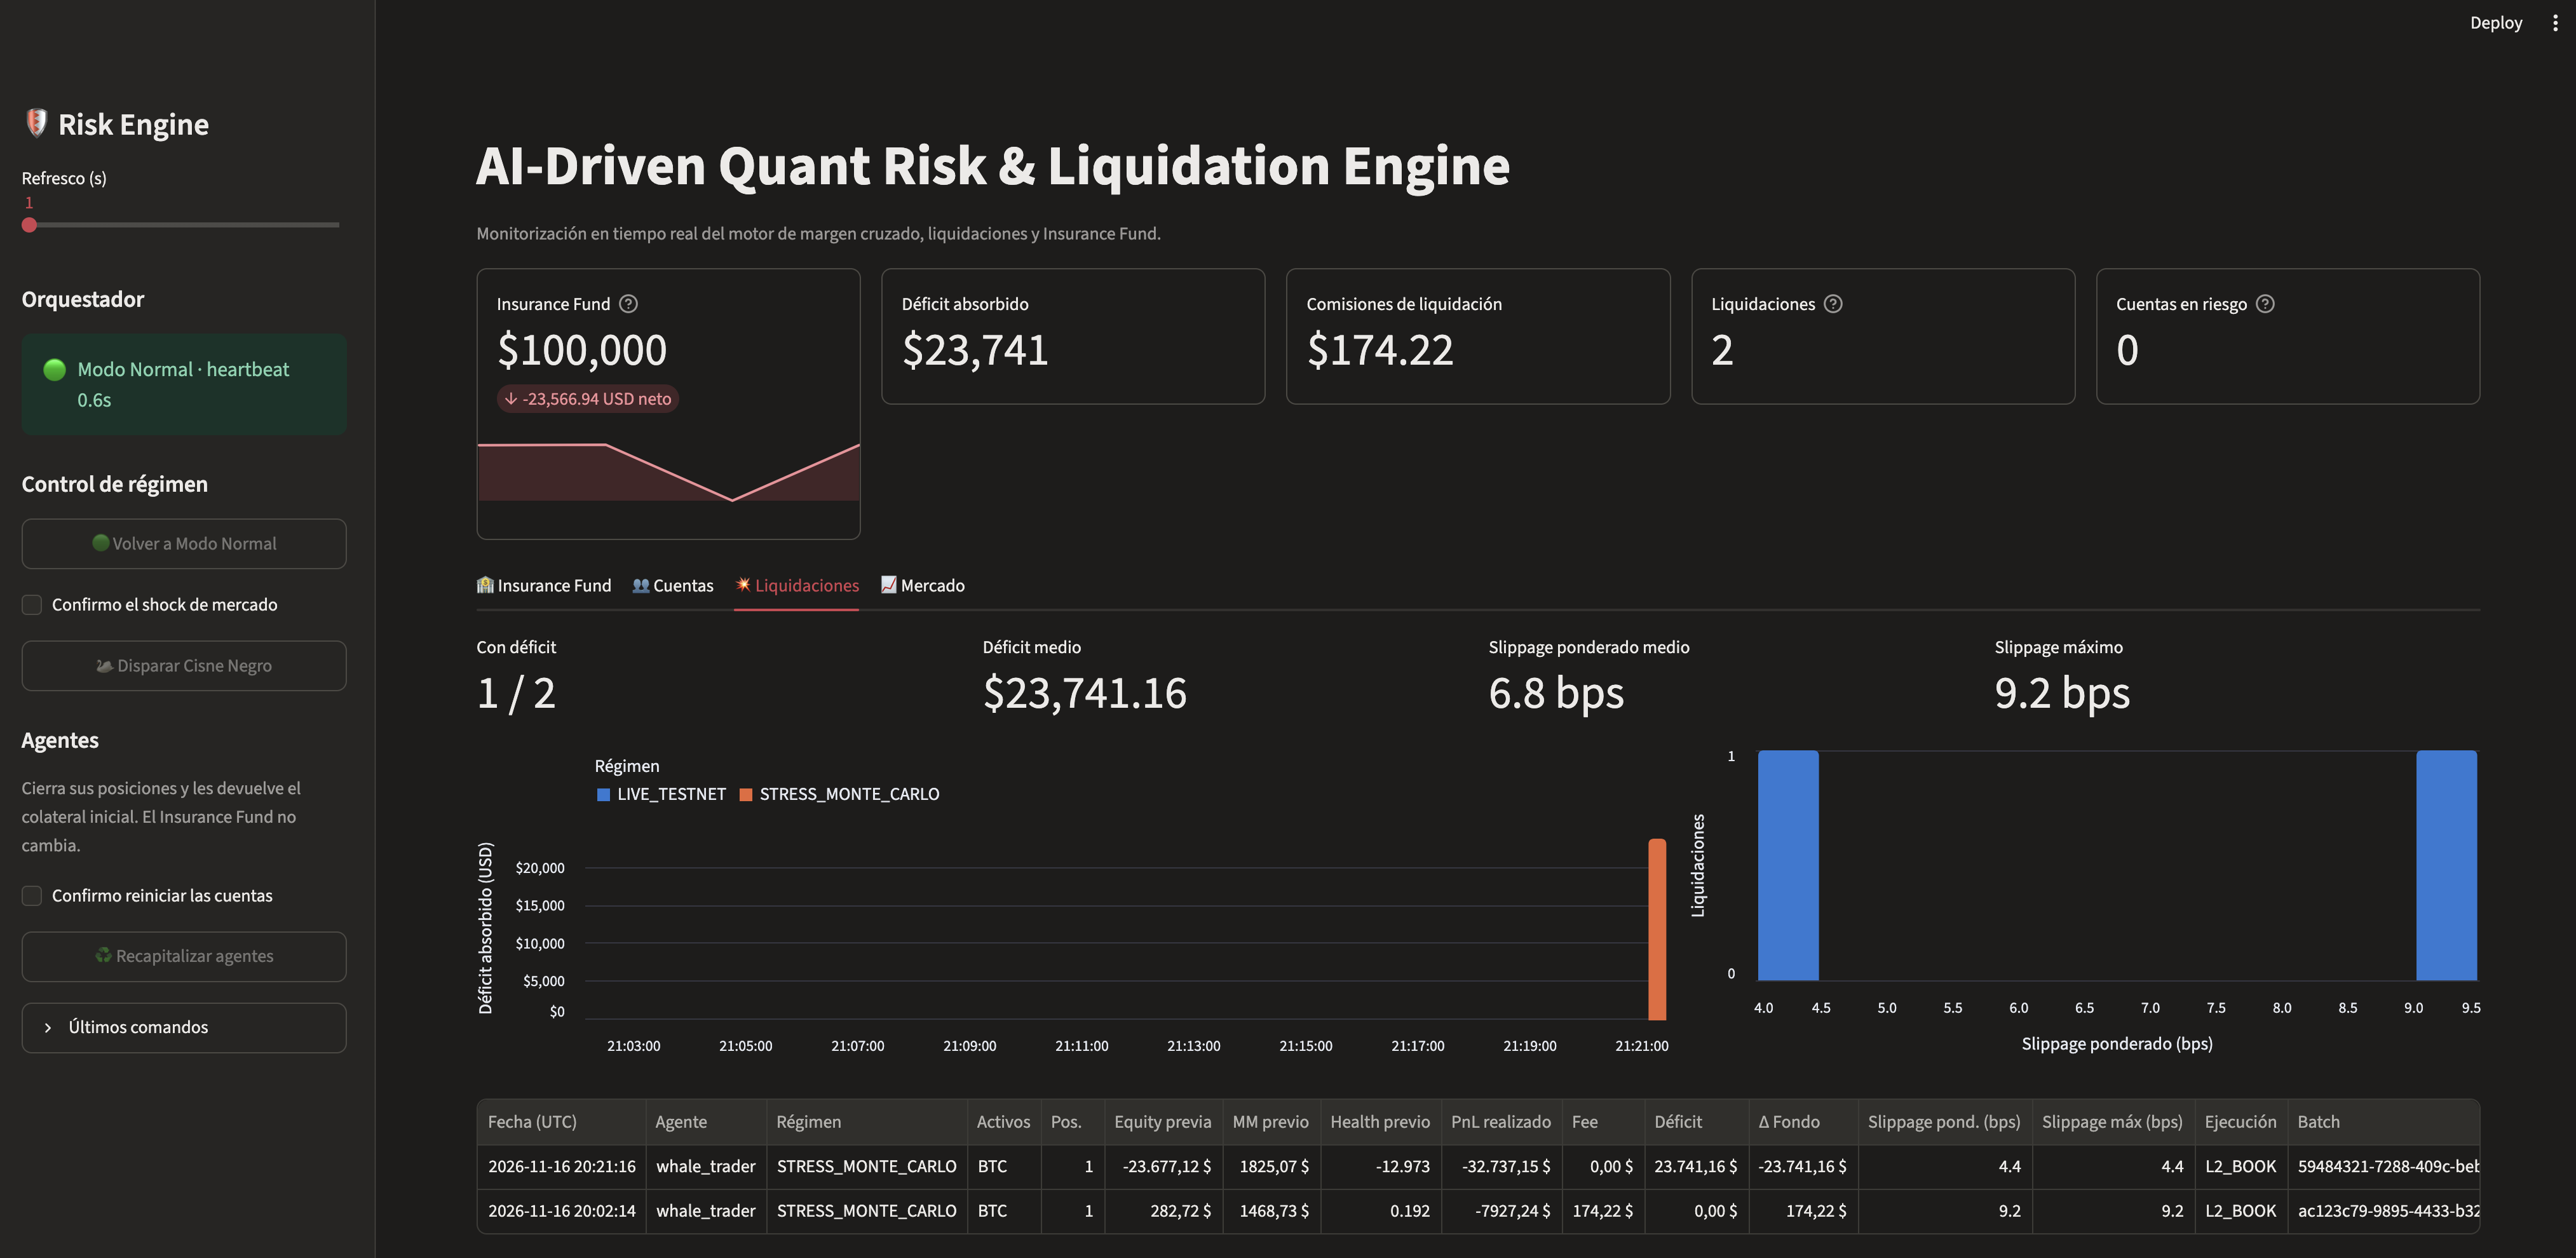 Deploy
Risk Engine
Refresco (s)
1
Orquestador
Modo Normal · heartbeat
0.6s
Control de régimen
Volver a Modo Normal
Confirmo el shock de mercado
Disparar Cisne Negro
Agentes
Cierra sus posiciones y les devuelve el
colateral inicial. El Insurance Fund no
cambia.
Confirmo reiniciar las cuentas
Recapitalizar agentes
Últimos comandos
AI-Driven Quant Risk & Liquidation Engine
Monitorización en tiempo real del motor de margen cruzado, liquidaciones y Insurance Fund.
Insurance Fund
$100,000
↓ -23,566.94 USD neto
Déficit absorbido
$23,741
Comisiones de liquidación
$174.22
Liquidaciones
2
Cuentas en riesgo
0
Insurance Fund Cuentas Liquidaciones Mercado
Con déficit
1 / 2
Déficit medio
$23,741.16
Slippage ponderado medio
6.8 bps
Slippage máximo
9.2 bps
Régimen
LIVE_TESTNET STRESS_MONTE_CARLO
Déficit absorbido (USD)
$20,000
$15,000
$10,000
$5,000
$0
21:03:00 21:05:00 21:07:00 21:09:00 21:11:00 21:13:00 21:15:00 21:17:00 21:19:00 21:21:00
Liquidaciones
1
0
4.0 4.5 5.0 5.5 6.0 6.5 7.0 7.5 8.0 8.5 9.0 9.5
Slippage ponderado (bps)
Fecha (UTC) Agente Régimen Activos Pos. Equity previa MM previo Health previo PnL realizado Fee Déficit Δ Fondo Slippage pond. (bps) Slippage máx (bps) Ejecución Batch
2026-11-16 20:21:16 whale_trader STRESS_MONTE_CARLO BTC 1 -23.677,12 $ 1825,07 $ -12.973 -32.737,15 $ 0,00 $ 23.741,16 $ -23.741,16 $ 4.4 4.4 L2_BOOK 59484321-7288-409c-beb
2026-11-16 20:02:14 whale_trader STRESS_MONTE_CARLO BTC 1 282,72 $ 1468,73 $ 0.192 -7927,24 $ 174,22 $ 0,00 $ 174,22 $ 9.2 9.2 L2_BOOK ac123c79-9895-4433-b32